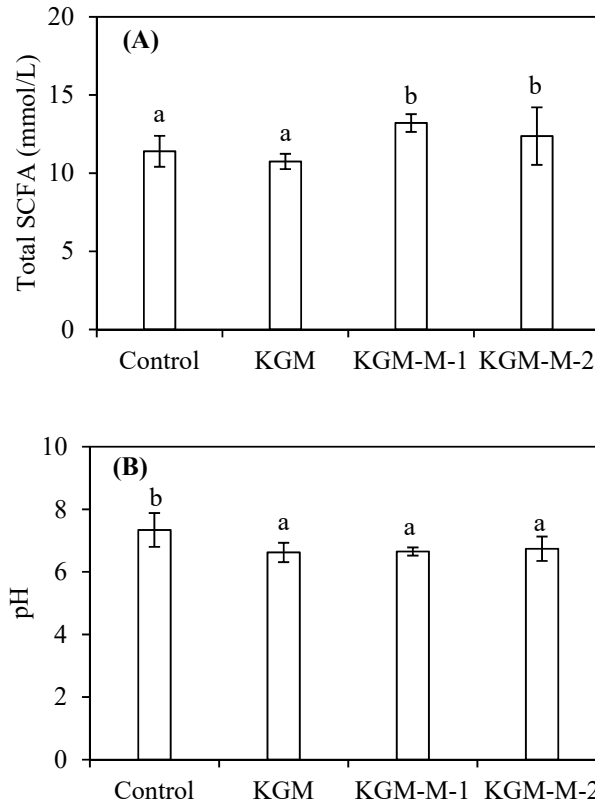 (A)
Total SCFA (mmol/L)
20
15
10
5
0
a
a
b
b
Control
KGM
KGM-M-1
KGM-M-2
(B)
pH
10
8
6
4
2
0
b
a
a
a
Control
KGM
KGM-M-1
KGM-M-2